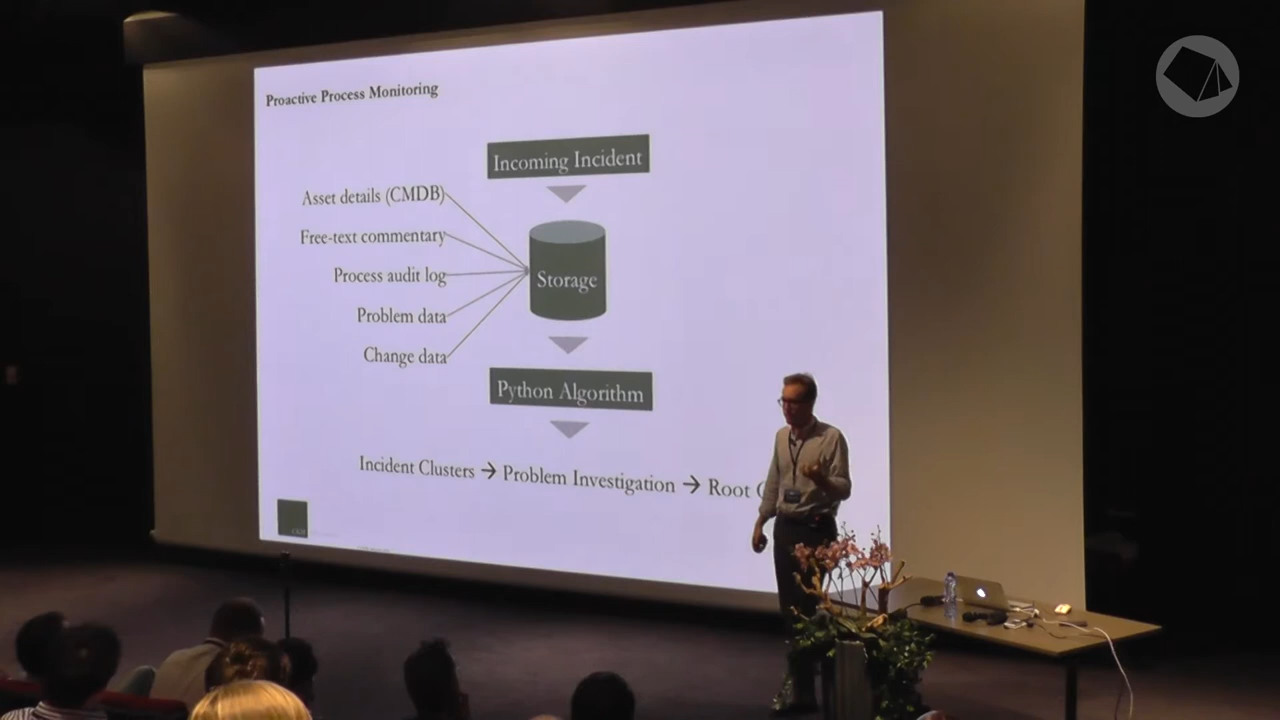 Proactive Process Monitoring
Incoming Incident
Asset details (CMDB)
Free-text commentary
Process audit log
Problem data
Change data
Storage
Python Algorithm
Incident Clusters → Problem Investigation → Root